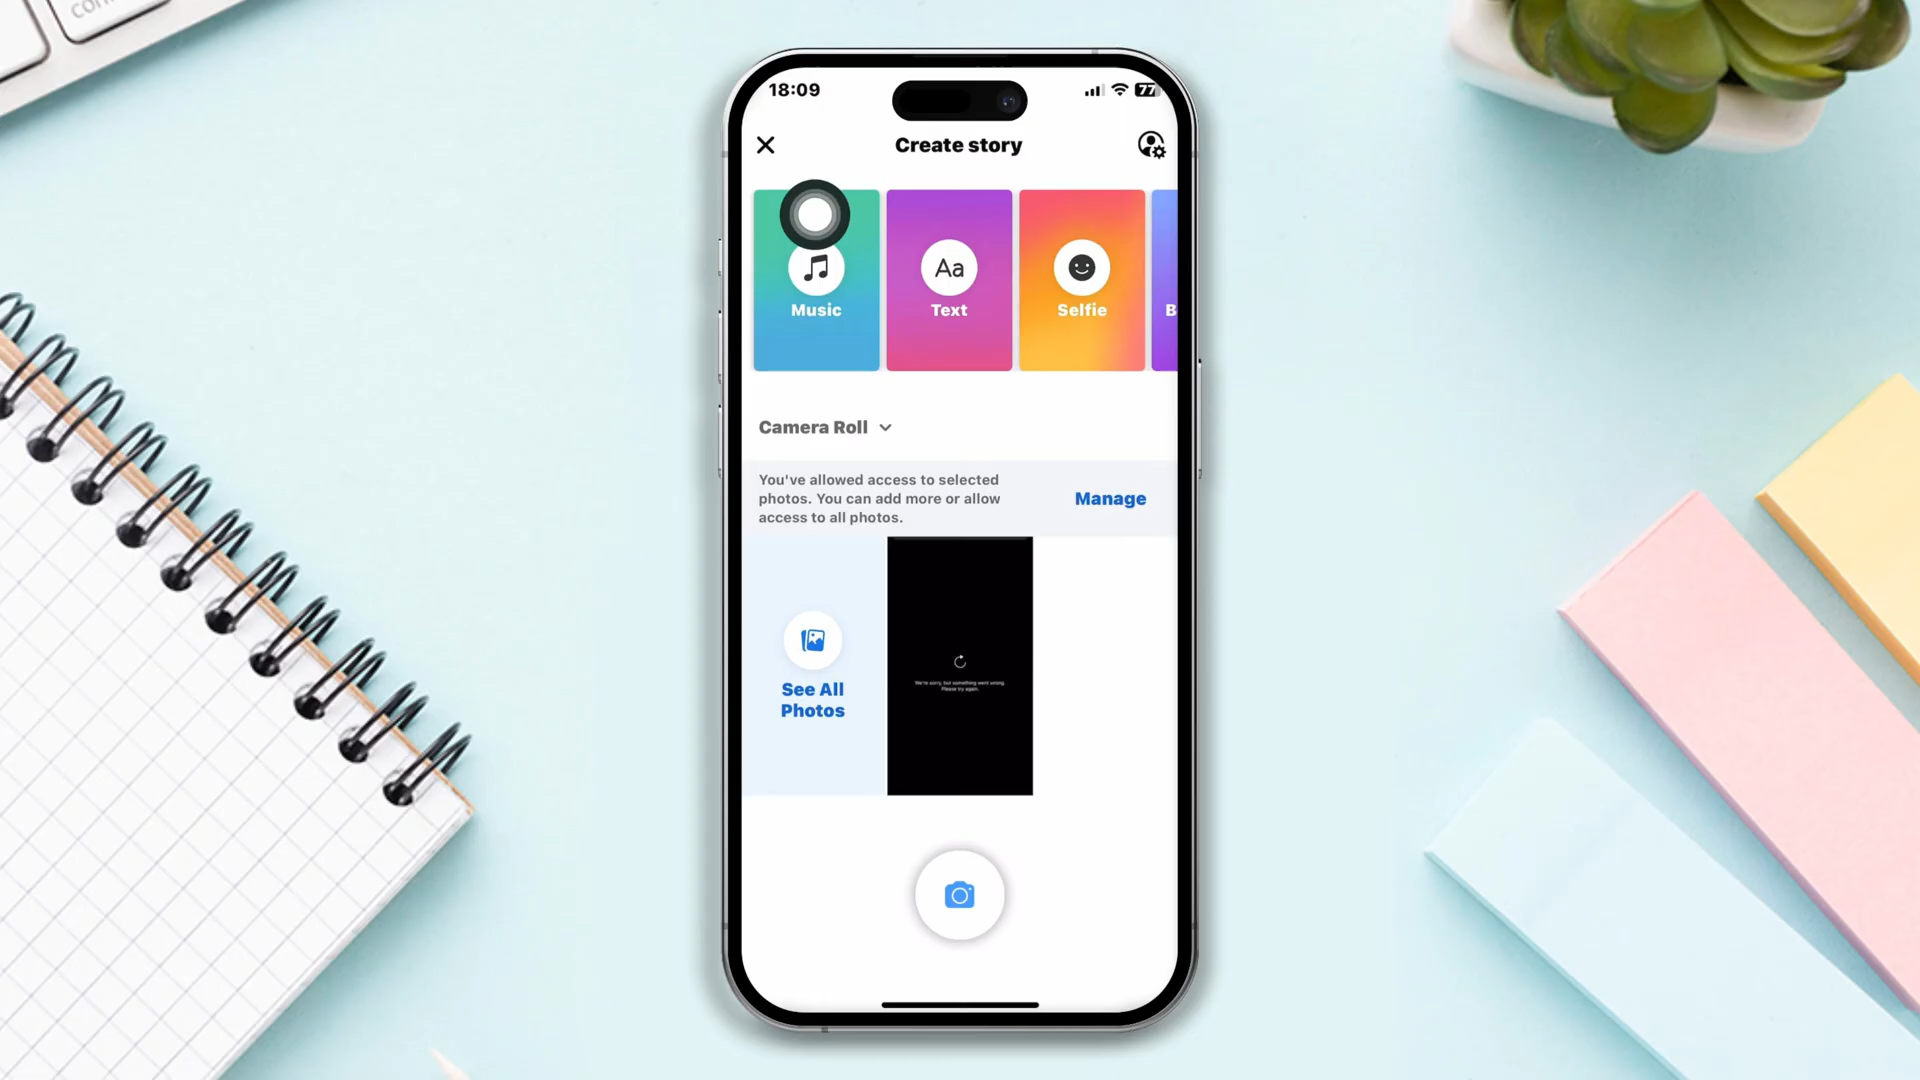 18:09
77
Create story
Aa
Music
Text
Selfie
B
Camera Roll
You've allowed access to selected
photos. You can add more or allow
access to all photos.
Manage
We're sorry, but something went wrong.
Please try again.
See All
Photos